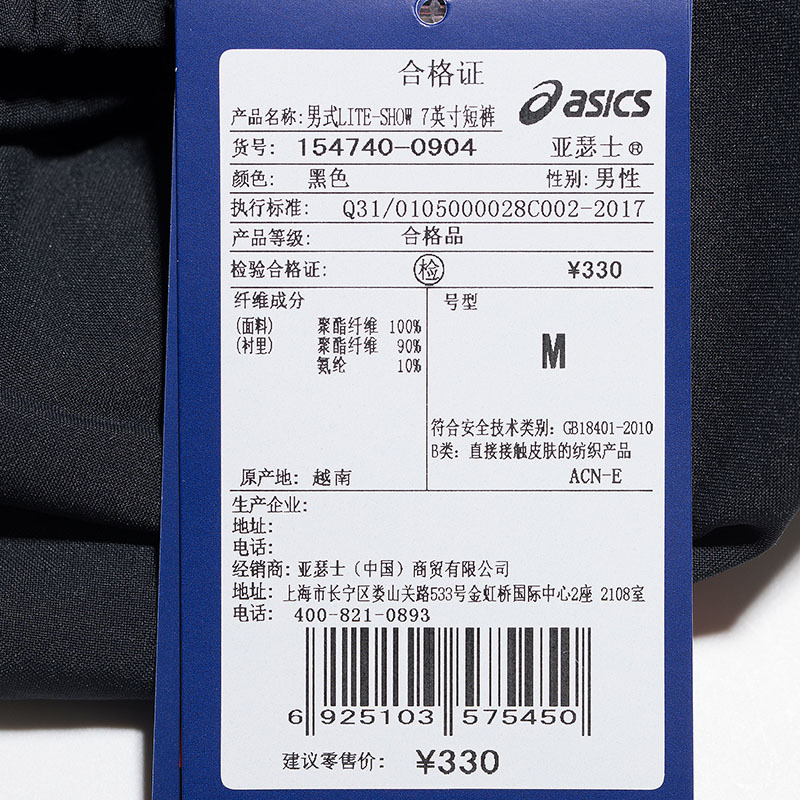 合格证
asics
产品名称: 男式LITE-SHOW 7英寸短裤
货号: 154740-0904 亚瑟士®
颜色: 黑色 性别: 男性
执行标准: Q31/0105000028C002-2017
产品等级: 合格品
检验合格证: 检 ¥330
纤维成分
(面料) 聚酯纤维 100%
(衬里) 聚酯纤维 90%
氨纶 10%
原产地: 越南
号型
M
符合安全技术类别: GB18401-2010
B类: 直接接触皮肤的纺织产品
ACN-E
生产企业:
地址:
电话:
经销商: 亚瑟士（中国）商贸有限公司
地址: 上海市长宁区娄山关路533号金虹桥国际中心2座 2108室
电话: 400-821-0893
6 925103 575450
建议零售价: ¥330